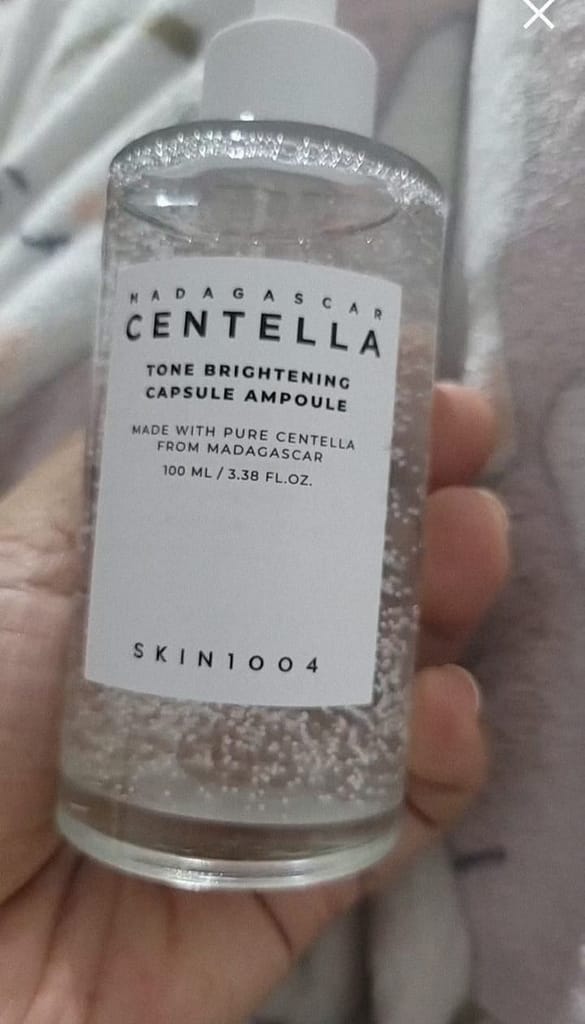 MADAGASCAR
CENTELLA
TONE BRIGHTENING
CAPSULE AMPOULE
MADE WITH PURE CENTELLA
FROM MADAGASCAR
100 ML / 3.38 FL.OZ.
SKIN1004